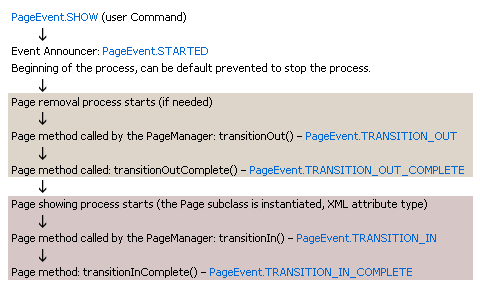 PageEvent.SHOW (user Command)
Event Announcer: PageEvent.STARTED
Beginning of the process, can be default prevented to stop the process.
Page removal process starts (if needed)
Page method called by the PageManager: transitionOut() – PageEvent.TRANSITION_OUT
Page method called: transitionOutComplete() – PageEvent.TRANSITION_OUT_COMPLETE
Page showing process starts (the Page subclass is instantiated, XML attribute type)
Page method called by the PageManager: transitionIn() – PageEvent.TRANSITION_IN
Page method: transitionInComplete() – PageEvent.TRANSITION_IN_COMPLETE